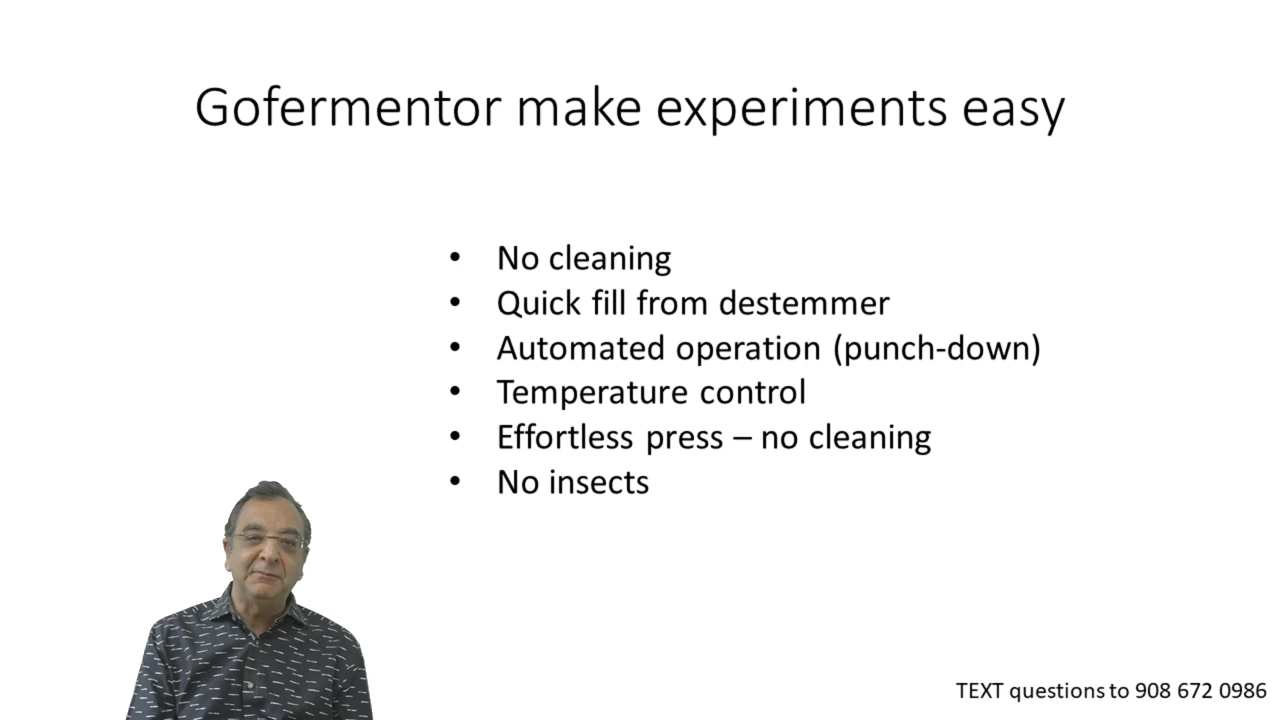 Gofermentor make experiments easy
• No cleaning
• Quick fill from destemmer
• Automated operation (punch-down)
• Temperature control
• Effortless press – no cleaning
• No insects
TEXT questions to 908 672 0986